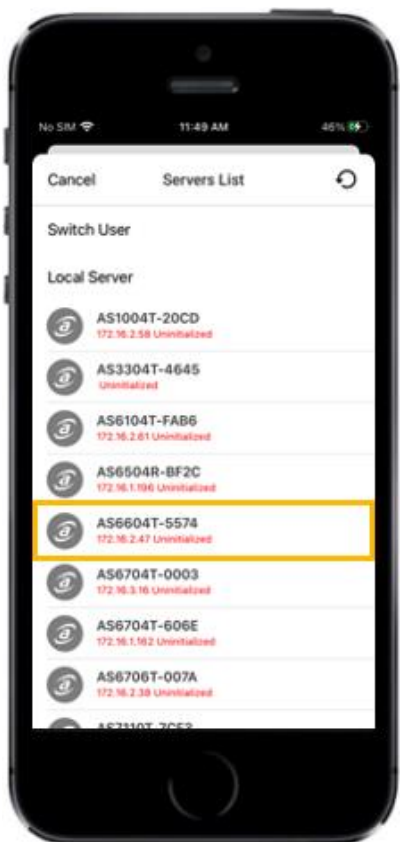 No SIM 11:49 AM 46%
Cancel Servers List
Switch User
Local Server
AS1004T-20CD
172.16.2.58 Uninitialized
AS3304T-4645
Uninitialized
AS6104T-FAB6
172.16.2.61 Uninitialized
AS6504R-BF2C
172.16.1.196 Uninitialized
AS6604T-5574
172.16.2.47 Uninitialized
AS6704T-0003
172.16.3.16 Uninitialized
AS6704T-606E
172.16.1.162 Uninitialized
AS6706T-007A
172.16.2.38 Uninitialized